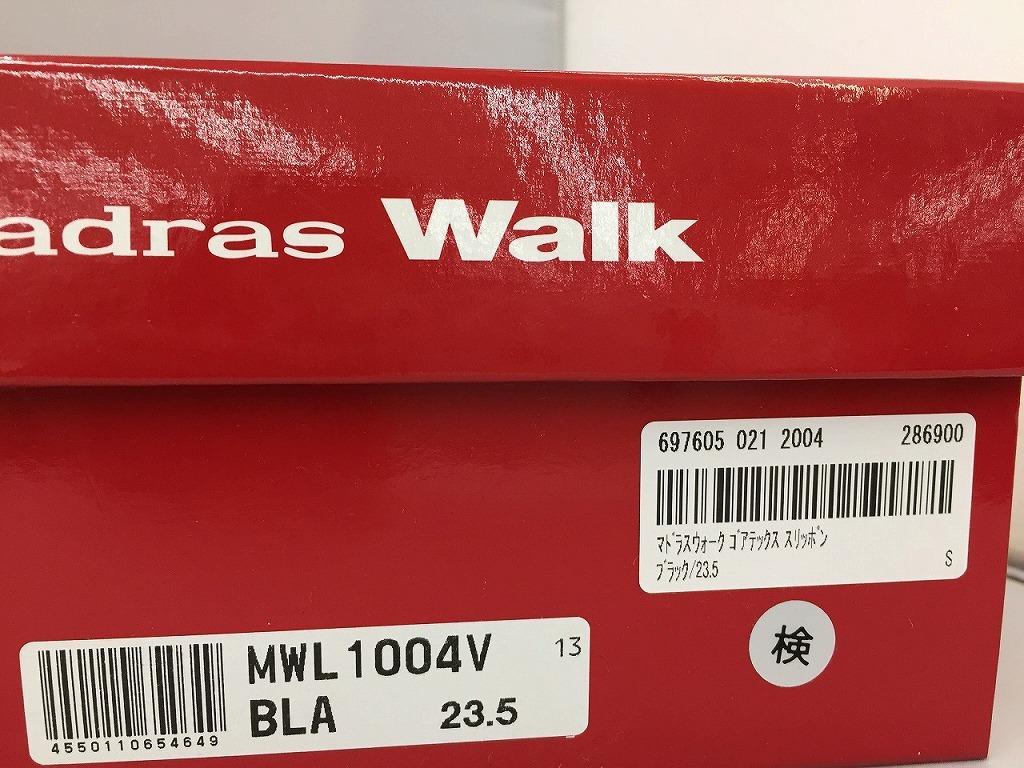 adras Walk
697605 021 2004 286900
ﾏﾄﾞﾗｽｳｫｰｸ ｺﾞｱﾃｯｸｽ ｽﾘｯﾎﾟﾝ
ﾌﾞﾗｯｸ/23.5 S
検
MWL1004V 13
BLA 23.5
4550110654649